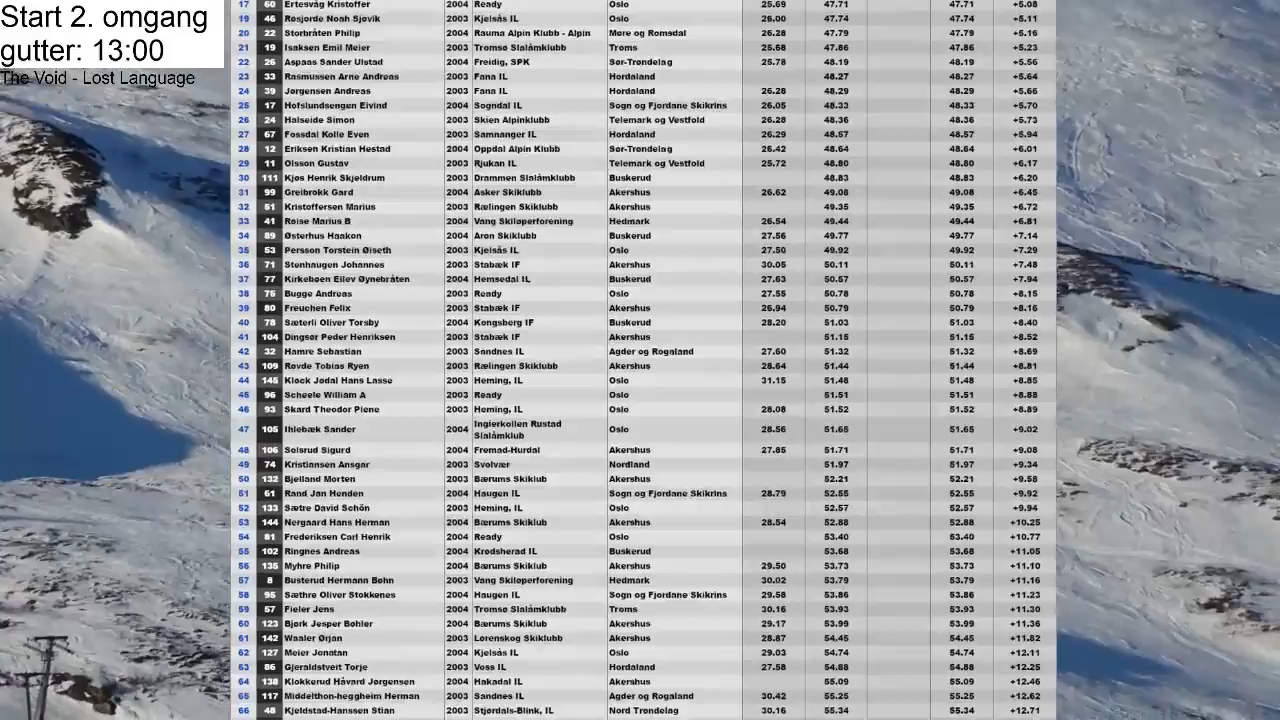 Start 2. omgang
gutter: 13:00
The Void - Lost Language
17 60 Ertesvåg Kristoffer 2004 Ready Oslo 25.69 47.71 47.71 +5.08
19 46 Røsjorde Noah Sjøvik 2003 Kjelsås IL Oslo 26.00 47.74 47.74 +5.11
20 22 Storbråten Philip 2004 Rauma Alpin Klubb - Alpin Møre og Romsdal 26.28 47.79 47.79 +5.16
21 19 Isaksen Emil Meier 2003 Tromsø Slalåmklubb Troms 25.68 47.86 47.86 +5.23
22 26 Aspaas Sander Ulstad 2004 Freidig, SPK Sør-Trøndelag 25.78 48.19 48.19 +5.56
23 33 Rasmussen Arne Andreas 2003 Fana IL Hordaland 48.27 48.27 +5.64
24 39 Jørgensen Andreas 2003 Fana IL Hordaland 26.28 48.29 48.29 +5.66
25 17 Hofslundsengen Eivind 2004 Sogndal IL Sogn og Fjordane Skikrins 26.05 48.33 48.33 +5.70
26 24 Halseide Simon 2003 Skien Alpinklubb Telemark og Vestfold 26.28 48.36 48.36 +5.73
27 67 Fossdal Kolle Even 2003 Samnanger IL Hordaland 26.29 48.57 48.57 +5.94
28 12 Eriksen Kristian Hestad 2004 Oppdal Alpin Klubb Sør-Trøndelag 26.42 48.64 48.64 +6.01
29 11 Olsson Gustav 2003 Rjukan IL Telemark og Vestfold 25.72 48.80 48.80 +6.17
30 111 Kjøs Henrik Skjeldrum 2003 Drammen Slalåmklubb Buskerud 48.83 48.83 +6.20
31 99 Greibrokk Gard 2004 Asker Skiklubb Akershus 26.62 49.08 49.08 +6.45
32 51 Kristoffersen Marius 2003 Rælingen Skiklubb Akershus 49.35 49.35 +6.72
33 41 Røise Marius B 2004 Vang Skiløperforening Hedmark 26.54 49.44 49.44 +6.81
34 89 Østerhus Haakon 2004 Aron Skiklubb Buskerud 27.56 49.77 49.77 +7.14
35 53 Persson Torstein Øiseth 2003 Kjelsås IL Oslo 27.50 49.92 49.92 +7.29
36 71 Stenhaugen Johannes 2003 Stabæk IF Akershus 30.05 50.11 50.11 +7.48
37 77 Kirkebøen Eilev Øynebråten 2004 Hemsedal IL Buskerud 27.63 50.57 50.57 +7.94
38 75 Bugge Andreas 2003 Ready Oslo 27.55 50.78 50.78 +8.15
39 80 Freuchen Felix 2003 Stabæk IF Akershus 26.94 50.79 50.79 +8.16
40 78 Sæterli Oliver Torsby 2004 Kongsberg IF Buskerud 28.20 51.03 51.03 +8.40
41 104 Dingsør Peder Henriksen 2003 Stabæk IF Akershus 51.15 51.15 +8.52
42 32 Hamre Sebastian 2003 Sandnes IL Agder og Rogaland 27.60 51.32 51.32 +8.69
43 109 Røvde Tobias Ryen 2003 Rælingen Skiklubb Akershus 28.64 51.44 51.44 +8.81
44 145 Kløck Jødal Hans Lasse 2003 Heming, IL Oslo 31.15 51.48 51.48 +8.85
45 96 Scheele William A 2003 Ready Oslo 51.51 51.51 +8.88
46 93 Skard Theodor Piene 2003 Heming, IL Oslo 28.08 51.52 51.52 +8.89
47 105 Ihlebæk Sander 2004 Ingierkollen Rustad Slalåmklub Oslo 28.56 51.65 51.65 +9.02
48 106 Solsrud Sigurd 2004 Fremad-Hurdal Akershus 27.85 51.71 51.71 +9.08
49 74 Kristiansen Ansgar 2003 Svolvær Nordland 51.97 51.97 +9.34
50 132 Bjelland Morten 2003 Bærums Skiklub Akershus 52.21 52.21 +9.58
51 61 Rand Jan Henden 2004 Haugen IL Sogn og Fjordane Skikrins 28.79 52.55 52.55 +9.92
52 133 Sætre David Schön 2003 Heming, IL Oslo 52.57 52.57 +9.94
53 144 Nergaard Hans Herman 2004 Bærums Skiklub Akershus 28.54 52.88 52.88 +10.25
54 81 Frederiksen Carl Henrik 2004 Ready Oslo 53.40 53.40 +10.77
55 102 Ringnes Andreas 2003 Krødsherad IL Buskerud 53.68 53.68 +11.05
56 135 Myhre Philip 2004 Bærums Skiklub Akershus 29.50 53.73 53.73 +11.10
57 8 Busterud Hermann Bøhn 2003 Vang Skiløperforening Hedmark 30.02 53.79 53.79 +11.16
58 95 Sæthre Oliver Stokkenes 2004 Haugen IL Sogn og Fjordane Skikrins 29.58 53.86 53.86 +11.23
59 57 Fieler Jens 2004 Tromsø Slalåmklubb Troms 30.16 53.93 53.93 +11.30
60 123 Bjørk Jesper Bøhler 2004 Bærums Skiklub Akershus 29.17 53.99 53.99 +11.36
61 142 Waaler Ørjan 2003 Lørenskog Skiklubb Akershus 28.87 54.45 54.45 +11.82
62 127 Meier Jonatan 2004 Kjelsås IL Oslo 29.03 54.74 54.74 +12.11
63 86 Gjeraldstveit Torje 2003 Voss IL Hordaland 27.58 54.88 54.88 +12.25
64 138 Klokkerud Håvard Jørgensen 2004 Hakadal IL Akershus 55.09 55.09 +12.46
65 117 Middelthon-heggheim Herman 2003 Sandnes IL Agder og Rogaland 30.42 55.25 55.25 +12.62
66 48 Kjeldstad-Hanssen Stian 2003 Stjørdals-Blink, IL Nord Trøndelag 30.16 55.34 55.34 +12.71